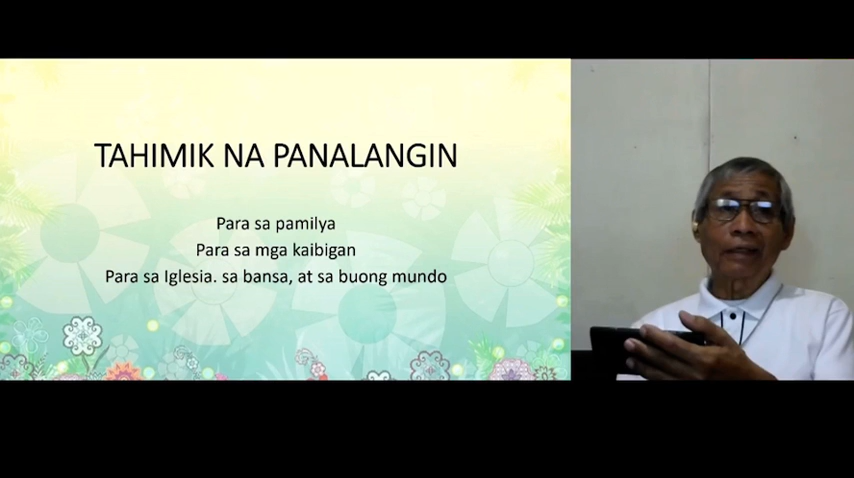 TAHIMIK NA PANALANGIN
Para sa pamilya
Para sa mga kaibigan
Para sa Iglesia. sa bansa, at sa buong mundo